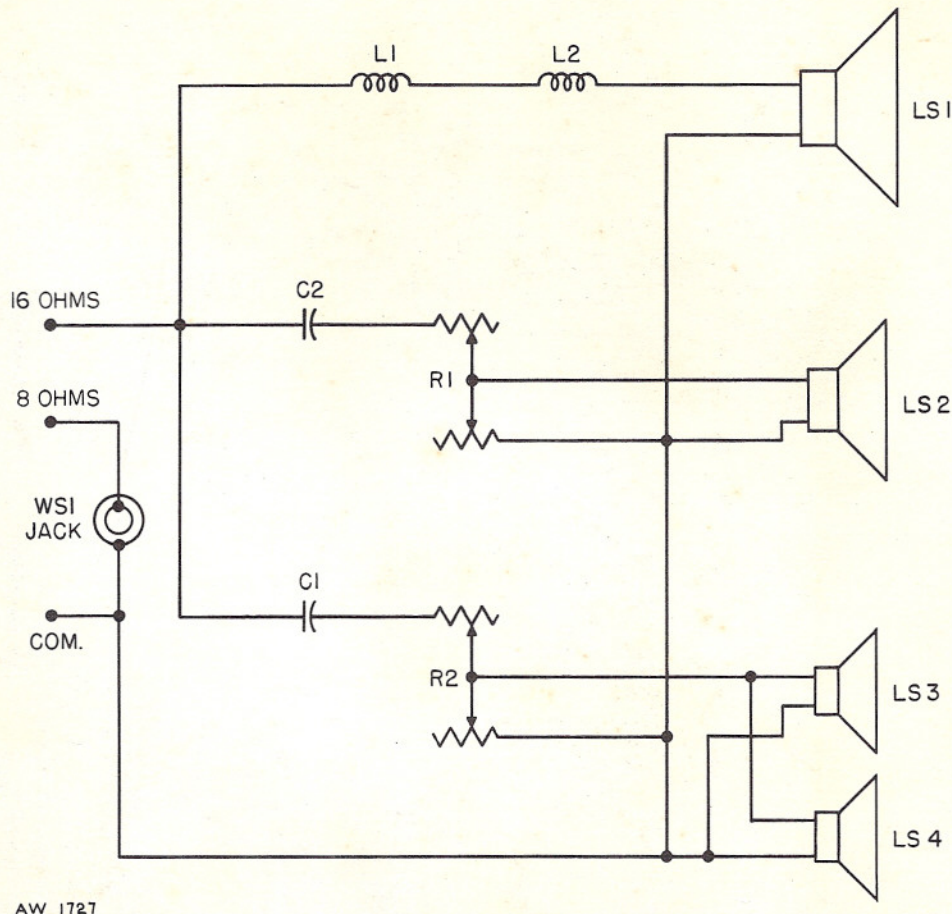 L1
L2
LS1
16 OHMS
C2
R1
LS2
8 OHMS
WS1
JACK
C1
COM.
R2
LS3
LS4
AW 1727